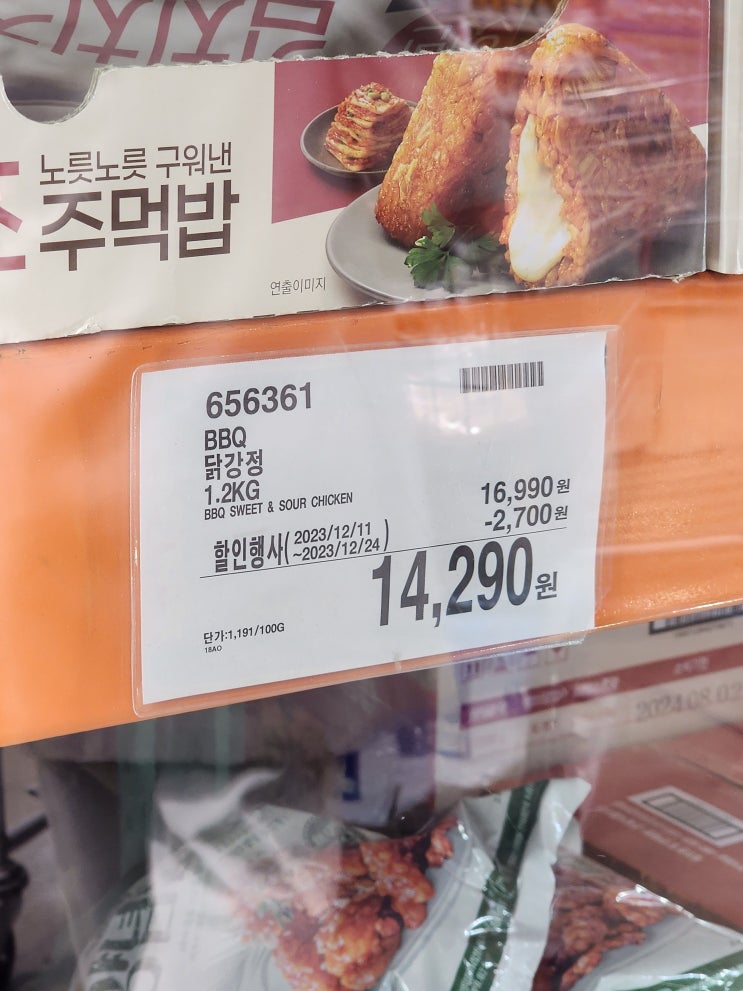 노릇노릇 구워낸
주먹밥
연출이미지
656361
BBQ
닭강정
1.2KG
BBQ SWEET & SOUR CHICKEN
16,990원
-2,700원
할인행사( 2023/12/11
~2023/12/24 )
14,290원
단가:1,191/100G
18AO
2024.08.02